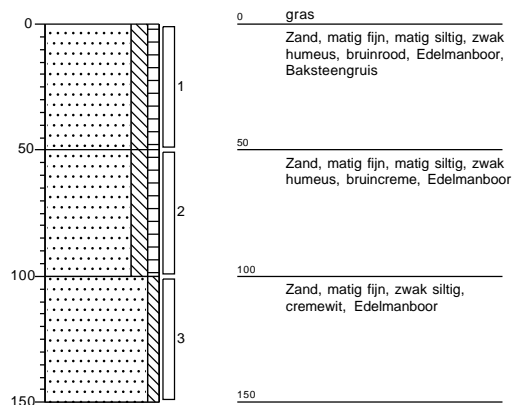 0
0 gras
Zand, matig fijn, matig siltig, zwak
humeus, bruinrood, Edelmanboor,
Baksteengruis
1
50
50
Zand, matig fijn, matig siltig, zwak
humeus, bruincreme, Edelmanboor
2
100
100
Zand, matig fijn, zwak siltig,
cremewit, Edelmanboor
3
150
150